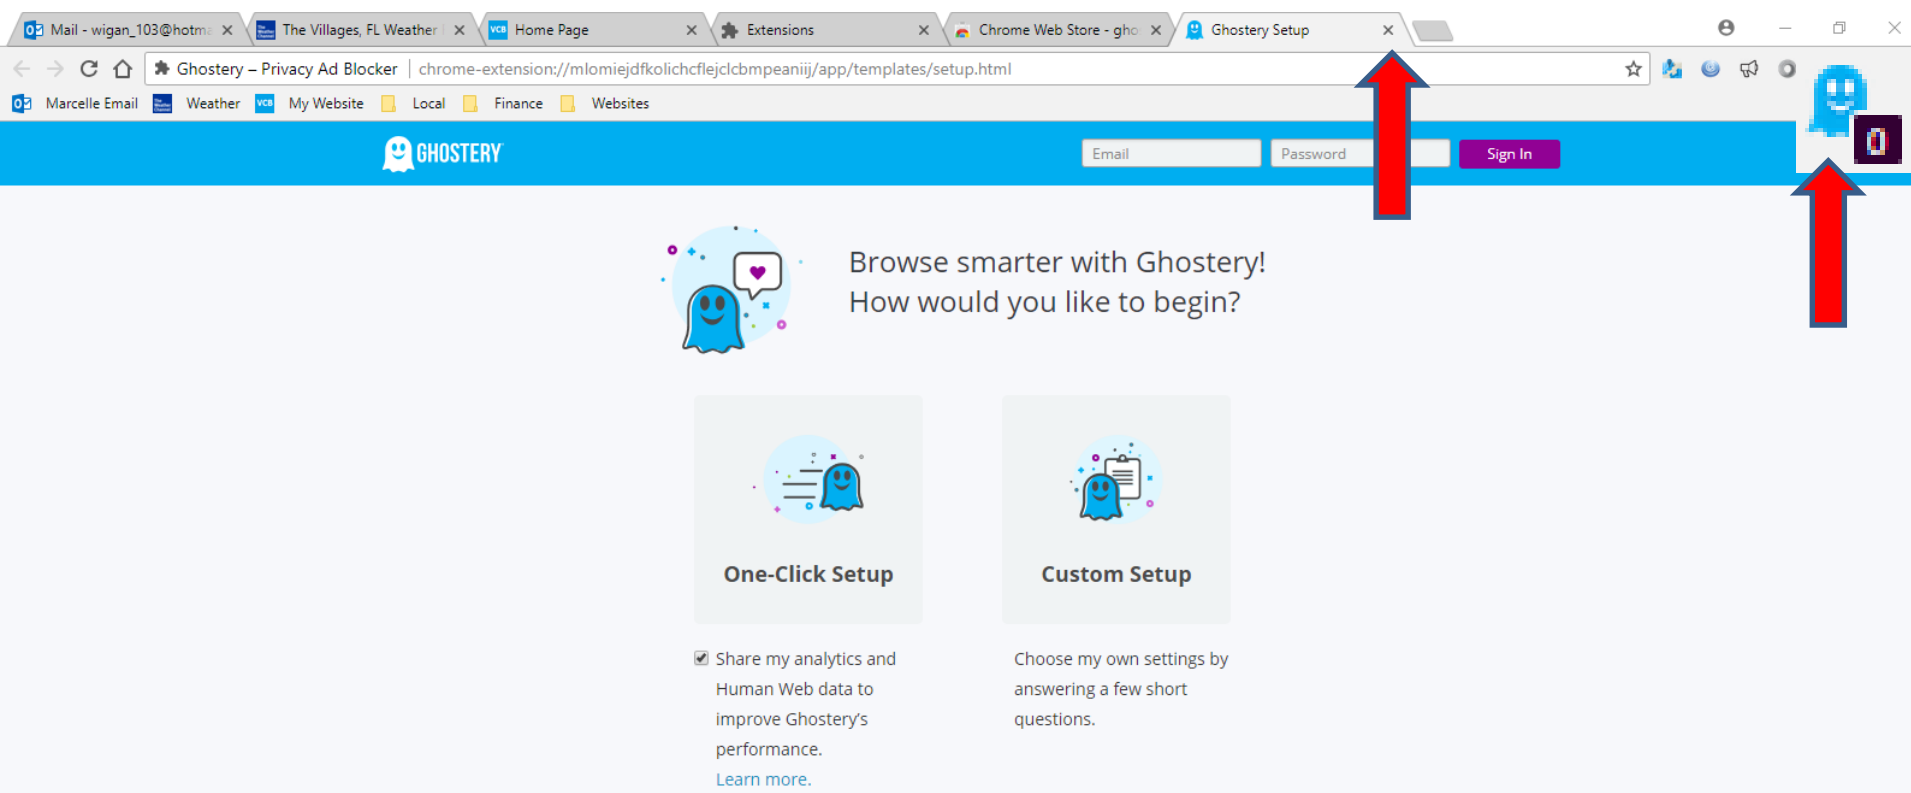 Mail - wigan_103@hotma
The Villages, FL Weather
VCB Home Page
Extensions
Chrome Web Store - gho
Ghostery Setup
Ghostery – Privacy Ad Blocker | chrome-extension://mlomiejdfkolichcflejclcbmpeaniij/app/templates/setup.html
Marcelle Email
Weather
VCB My Website
Local
Finance
Websites
GHOSTERY
Email
Password
Sign In
0
Browse smarter with Ghostery!
How would you like to begin?
One-Click Setup
Custom Setup
Share my analytics and
Human Web data to
improve Ghostery's
performance.
Learn more.
Choose my own settings by
answering a few short
questions.